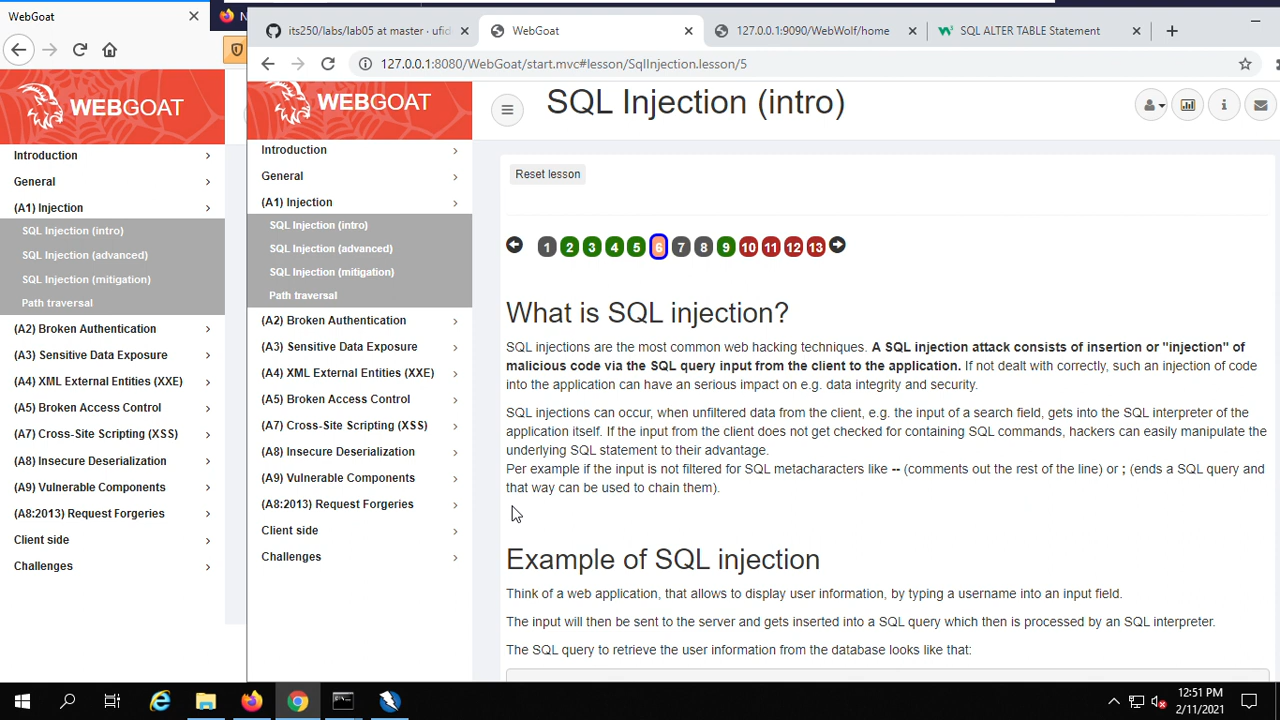 WebGoat
WEBGOAT
Introduction
General
(A1) Injection
SQL Injection (intro)
SQL Injection (advanced)
SQL Injection (mitigation)
Path traversal
(A2) Broken Authentication
(A3) Sensitive Data Exposure
(A4) XML External Entities (XXE)
(A5) Broken Access Control
(A7) Cross-Site Scripting (XSS)
(A8) Insecure Deserialization
(A9) Vulnerable Components
(A8:2013) Request Forgeries
Client side
Challenges
N
its250/labs/lab05 at master · ufid
WebGoat
127.0.0.1:9090/WebWolf/home
SQL ALTER TABLE Statement
127.0.0.1:8080/WebGoat/start.mvc#lesson/SqlInjection.lesson/5
WEBGOAT
Introduction
General
(A1) Injection
SQL Injection (intro)
SQL Injection (advanced)
SQL Injection (mitigation)
Path traversal
(A2) Broken Authentication
(A3) Sensitive Data Exposure
(A4) XML External Entities (XXE)
(A5) Broken Access Control
(A7) Cross-Site Scripting (XSS)
(A8) Insecure Deserialization
(A9) Vulnerable Components
(A8:2013) Request Forgeries
Client side
Challenges
SQL Injection (intro)
Reset lesson
1 2 3 4 5 6 7 8 9 10 11 12 13
What is SQL injection?
SQL injections are the most common web hacking techniques. A SQL injection attack consists of insertion or "injection" of
malicious code via the SQL query input from the client to the application. If not dealt with correctly, such an injection of code
into the application can have an serious impact on e.g. data integrity and security.
SQL injections can occur, when unfiltered data from the client, e.g. the input of a search field, gets into the SQL interpreter of the
application itself. If the input from the client does not get checked for containing SQL commands, hackers can easily manipulate the
underlying SQL statement to their advantage.
Per example if the input is not filtered for SQL metacharacters like -- (comments out the rest of the line) or ; (ends a SQL query and
that way can be used to chain them).
Example of SQL injection
Think of a web application, that allows to display user information, by typing a username into an input field.
The input will then be sent to the server and gets inserted into a SQL query which then is processed by an SQL interpreter.
The SQL query to retrieve the user information from the database looks like that:
12:51 PM
2/11/2021